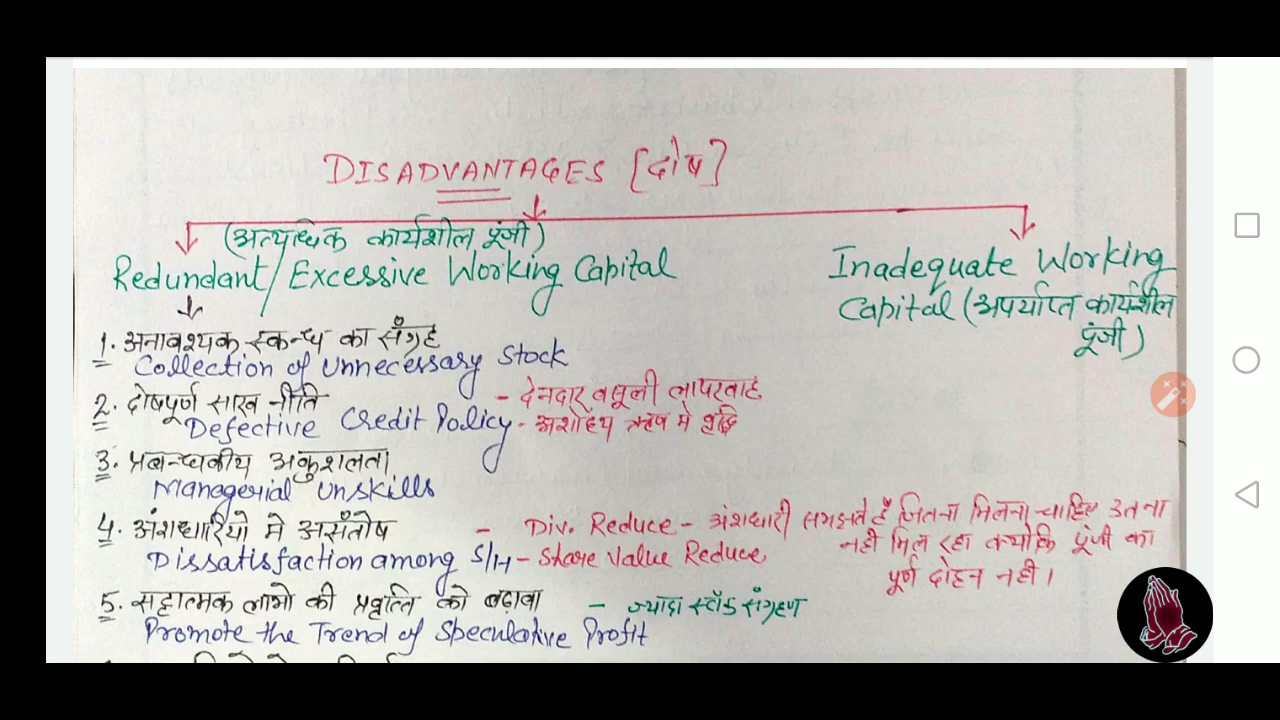 DISADVANTAGES [दोष]
(अत्यधिक कार्यशील पूंजी)
Redundant/Excessive Working Capital
Inadequate Working
Capital (अपर्याप्त कार्यशील
पूंजी)
1. अनावश्यक स्कन्ध का संग्रह
Collection of Unnecessary Stock
2. दोषपूर्ण साख नीति - देनदार वसूली लापरवाह
Defective Credit Policy - अशोध्य ऋण मे वृद्धि
3. प्रबन्धकीय अकुशलता
Managerial Unskills
4. अंशधारियो मे असंतोष - Div. Reduce - अंशधारी समझते हैं जितना मिलना चाहिए उतना
नही मिल रहा क्योकि पूंजी का
Dissatisfaction among S/H - Share Value Reduce
पूर्ण दोहन नही।
5. सट्टात्मक लाभो की प्रवृत्ति को बढ़ावा - ज्यादा स्टॉक संग्रहण
Promote the Trend of Speculative Profit